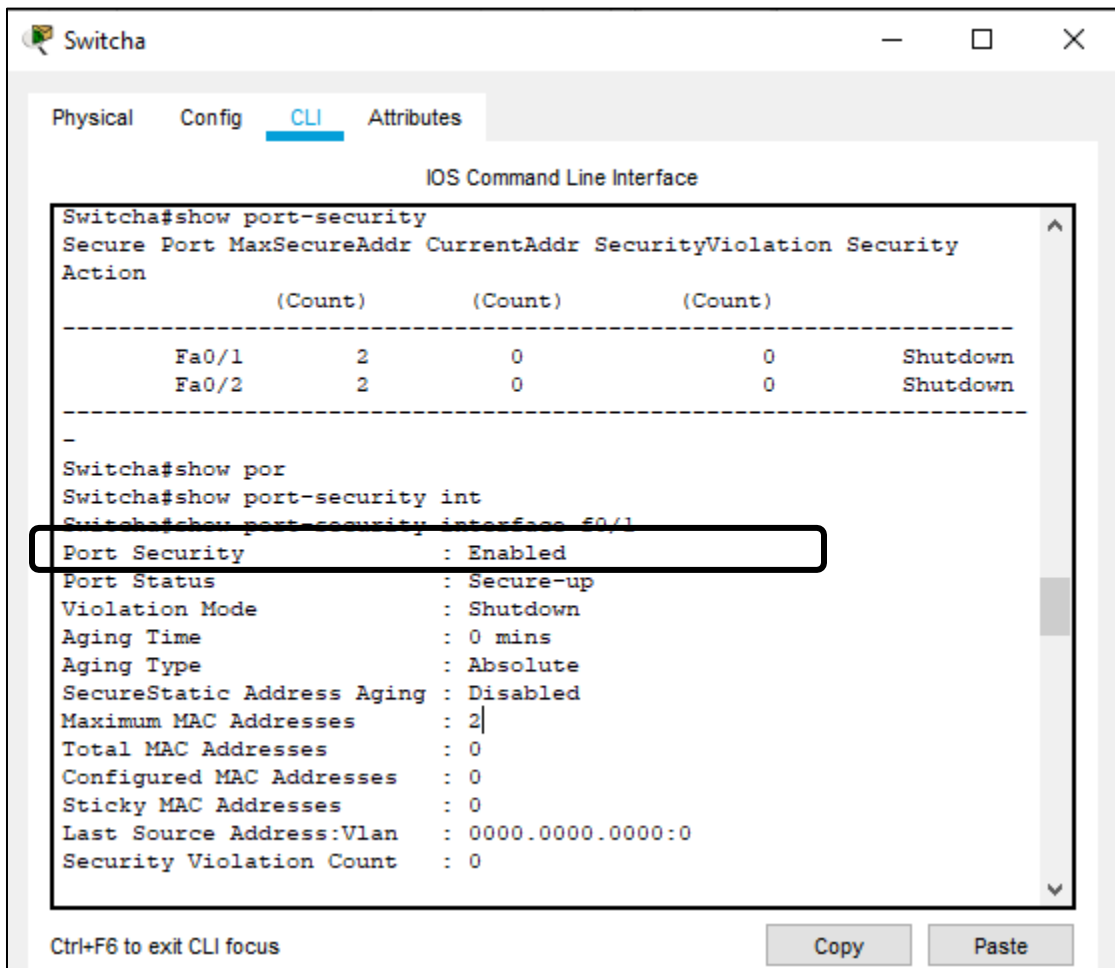 Switcha
Physical Config CLI Attributes
IOS Command Line Interface
Switcha#show port-security
Secure Port MaxSecureAddr CurrentAddr SecurityViolation Security
Action
(Count) (Count) (Count)
--------------------------------------------------------------------
Fa0/1 2 0 0 Shutdown
Fa0/2 2 0 0 Shutdown
---------------------------------------------------------------------
-
Switcha#show por
Switcha#show port-security int
Switcha#show port-security interface f0/1
Port Security : Enabled
Port Status : Secure-up
Violation Mode : Shutdown
Aging Time : 0 mins
Aging Type : Absolute
SecureStatic Address Aging : Disabled
Maximum MAC Addresses : 2
Total MAC Addresses : 0
Configured MAC Addresses : 0
Sticky MAC Addresses : 0
Last Source Address:Vlan : 0000.0000.0000:0
Security Violation Count : 0
Ctrl+F6 to exit CLI focus
Copy Paste